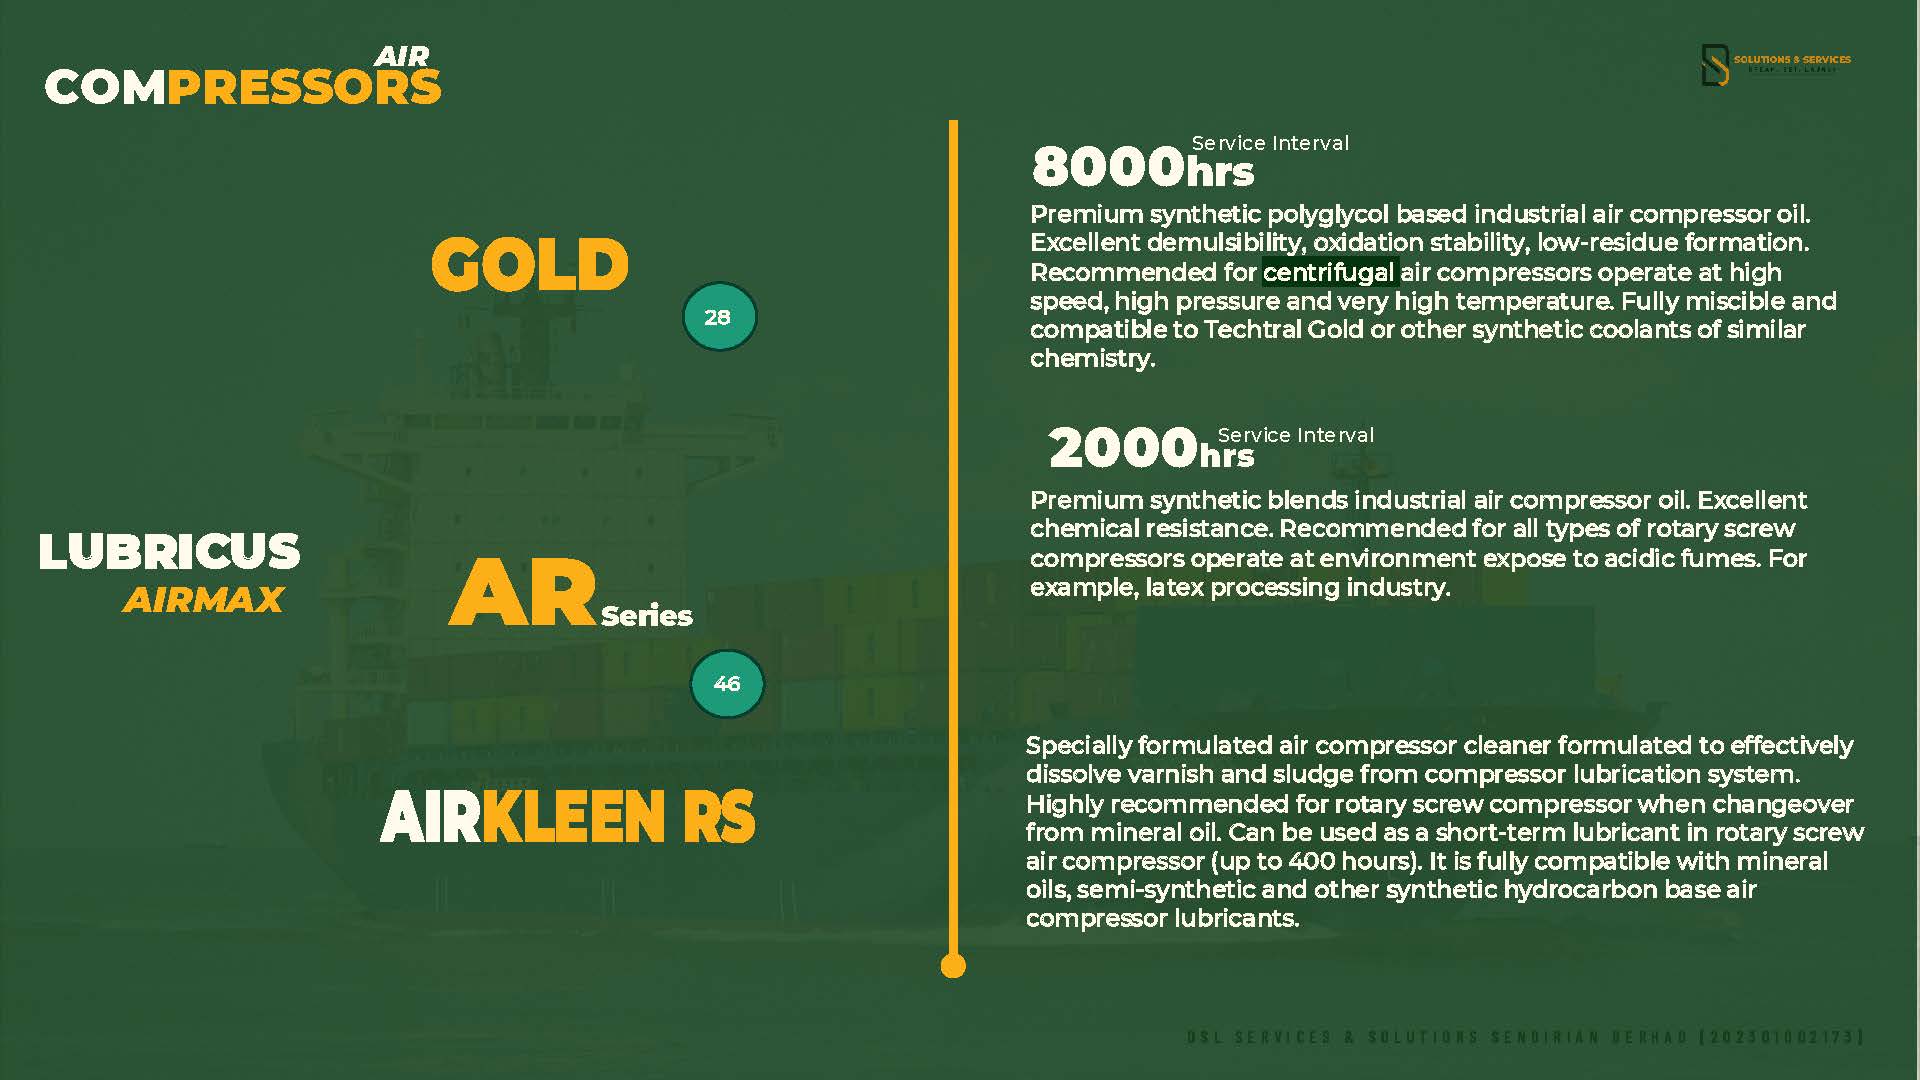 AIR
COMPRESSORS
SOLUTIONS & SERVICES
LUBRICUS
AIRMAX
GOLD
28
8000hrs Service Interval
Premium synthetic polyglycol based industrial air compressor oil.
Excellent demulsibility, oxidation stability, low-residue formation.
Recommended for centrifugal air compressors operate at high
speed, high pressure and very high temperature. Fully miscible and
compatible to Techtral Gold or other synthetic coolants of similar
chemistry.
AR Series
46
2000hrs Service Interval
Premium synthetic blends industrial air compressor oil. Excellent
chemical resistance. Recommended for all types of rotary screw
compressors operate at environment expose to acidic fumes. For
example, latex processing industry.
AIRKLEEN RS
Specially formulated air compressor cleaner formulated to effectively
dissolve varnish and sludge from compressor lubrication system.
Highly recommended for rotary screw compressor when changeover
from mineral oil. Can be used as a short-term lubricant in rotary screw
air compressor (up to 400 hours). It is fully compatible with mineral
oils, semi-synthetic and other synthetic hydrocarbon base air
compressor lubricants.
DSL SERVICES & SOLUTIONS SENDIRIAN BERHAD [202301002173]